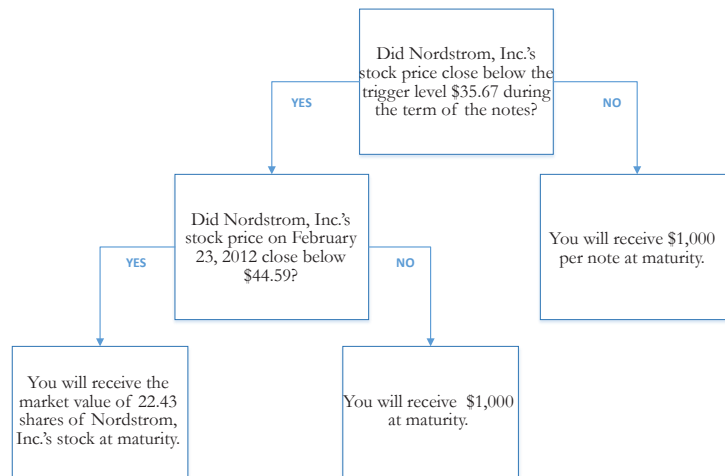 Did Nordstrom, Inc.'s
stock price close below the
trigger level $35.67 during
the term of the notes?
YES
NO
Did Nordstrom, Inc.'s
stock price on February
23, 2012 close below
$44.59?
You will receive $1,000
per note at maturity.
YES
NO
You will receive the
market value of 22.43
shares of Nordstrom,
Inc.'s stock at maturity.
You will receive $1,000
at maturity.